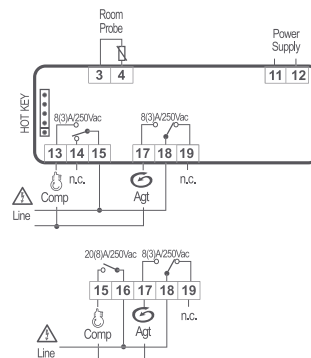 Room
Probe
Power
Supply
3 4
11 12
HOT KEY
8(3)A/250Vac 8(3)A/250Vac
13 14 15 17 18 19
Comp n.c. Agt n.c.
Line
20(8)A/250Vac 8(3)A/250Vac
15 16 17 18 19
Comp Agt n.c.
Line